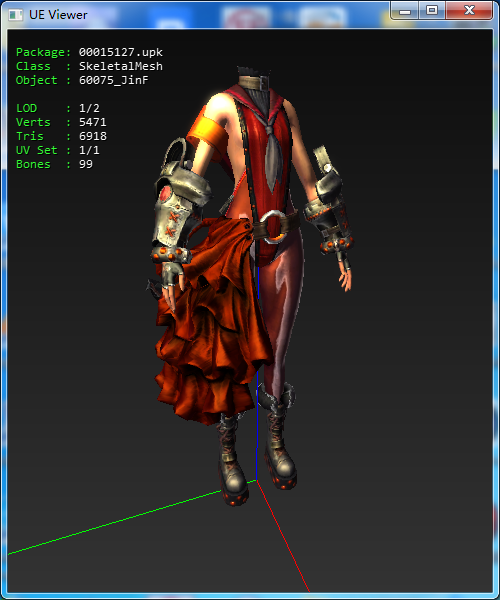 UE Viewer
Package: 00015127.upk
Class : SkeletalMesh
Object : 60075_JinF
LOD : 1/2
Verts : 5471
Tris : 6918
UV Set : 1/1
Bones : 99